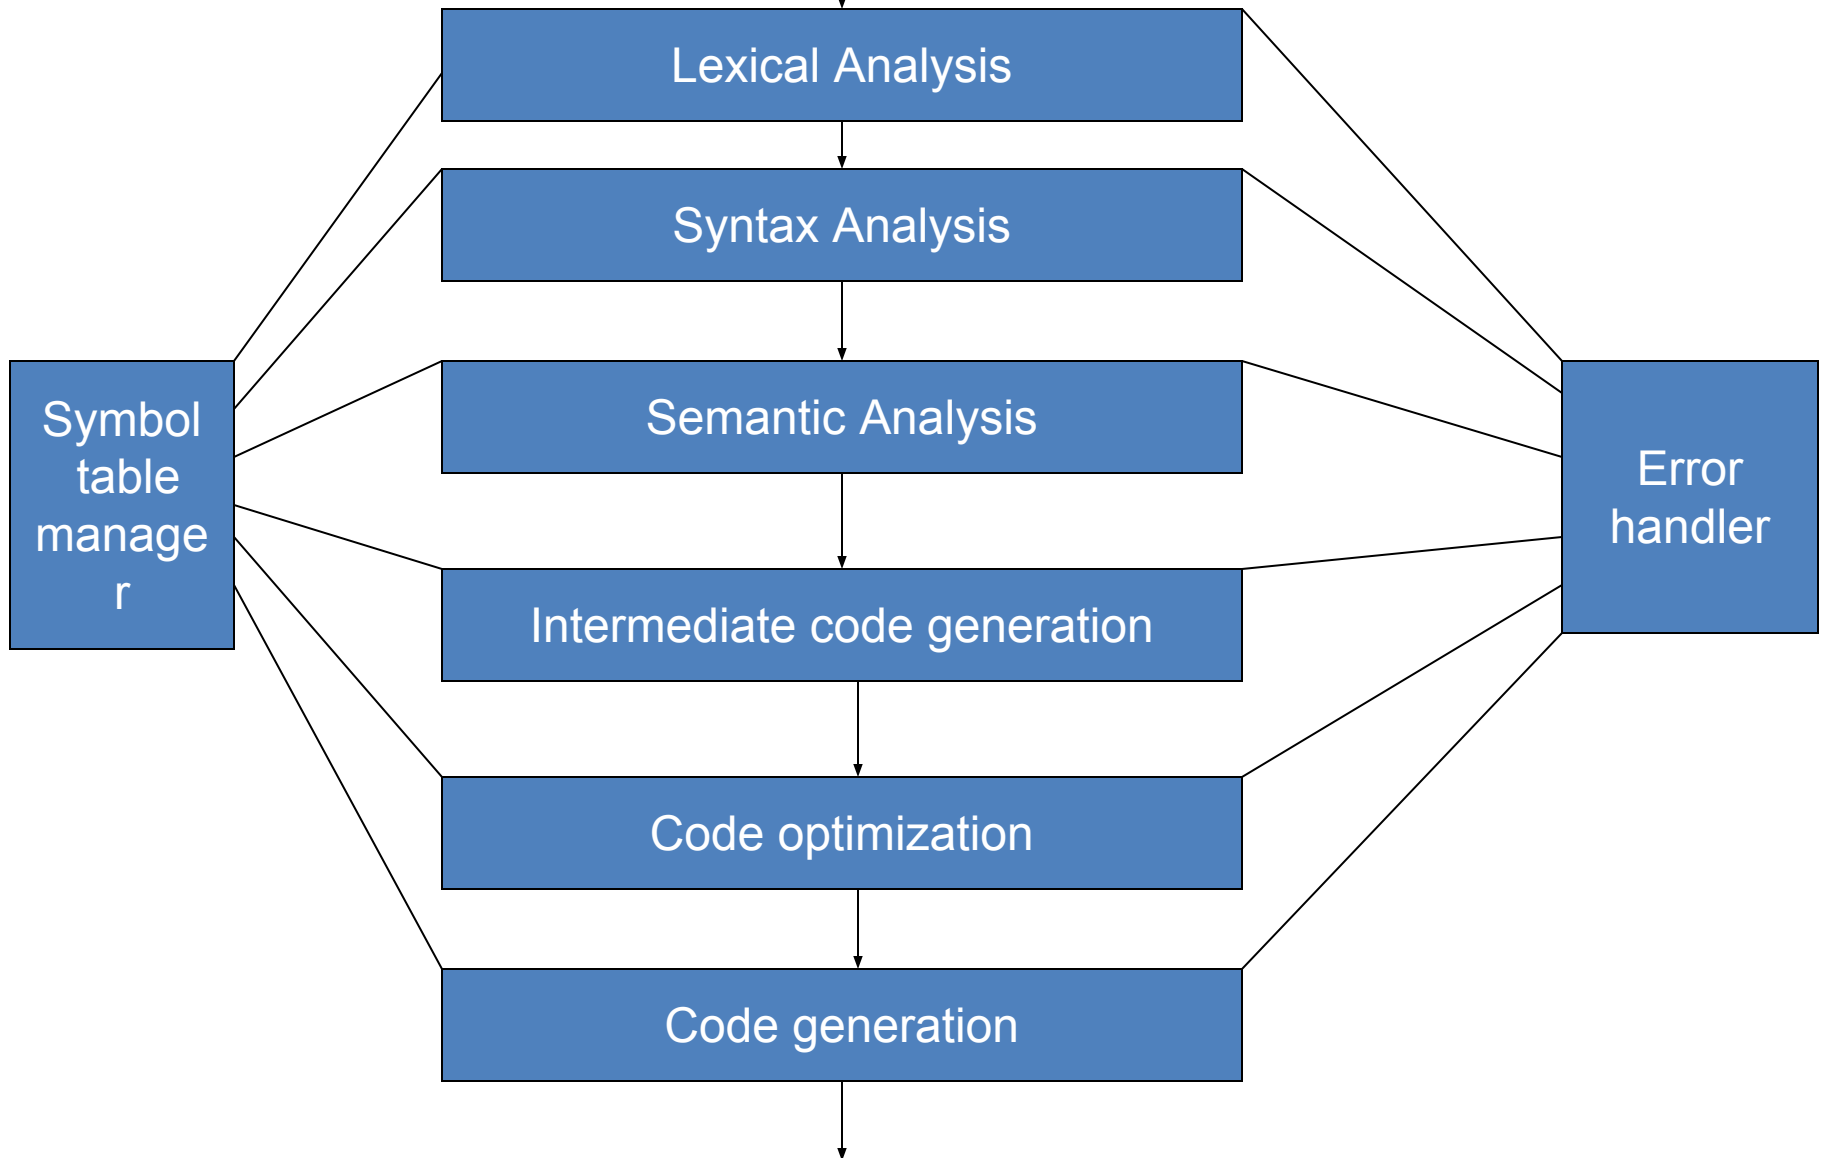 Lexical Analysis
Syntax Analysis
Semantic Analysis
Symbol
table
manage
r
Error
handler
Intermediate code generation
Code optimization
Code generation